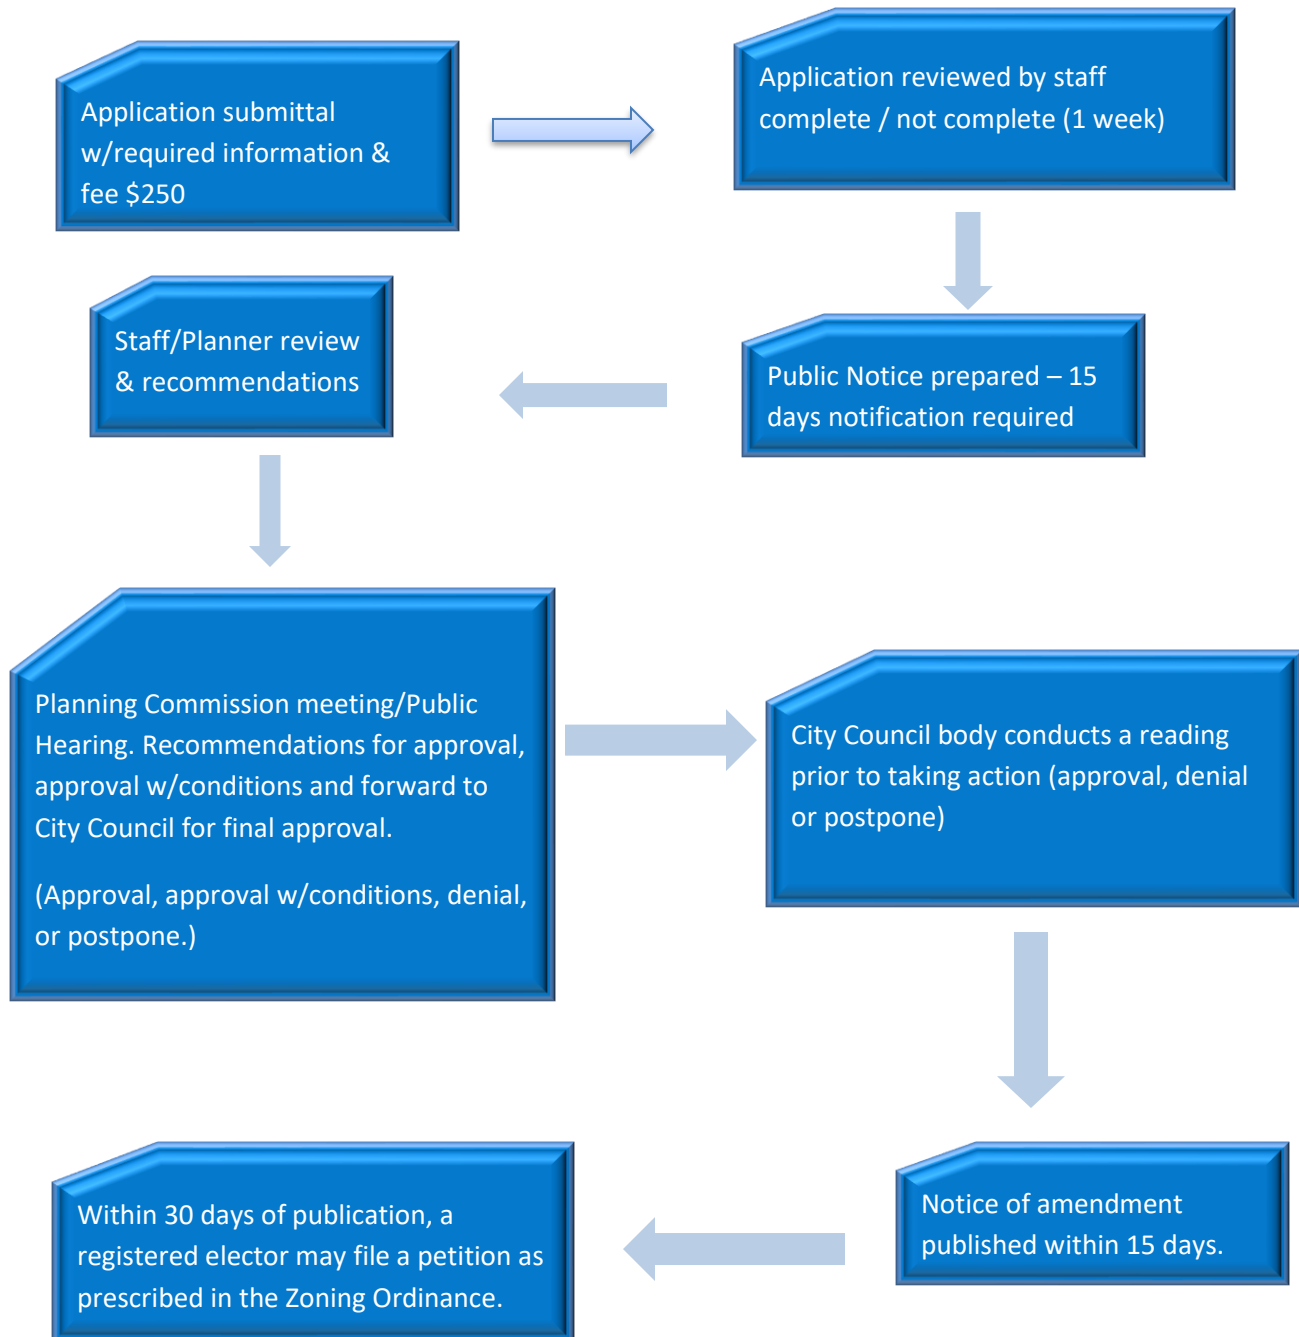 Application submittal
w/required information &
fee $250
Application reviewed by staff
complete / not complete (1 week)
Public Notice prepared – 15
days notification required
Staff/Planner review
& recommendations
Planning Commission meeting/Public
Hearing. Recommendations for approval,
approval w/conditions and forward to
City Council for final approval.
(Approval, approval w/conditions, denial,
or postpone.)
City Council body conducts a reading
prior to taking action (approval, denial
or postpone)
Notice of amendment
published within 15 days.
Within 30 days of publication, a
registered elector may file a petition as
prescribed in the Zoning Ordinance.